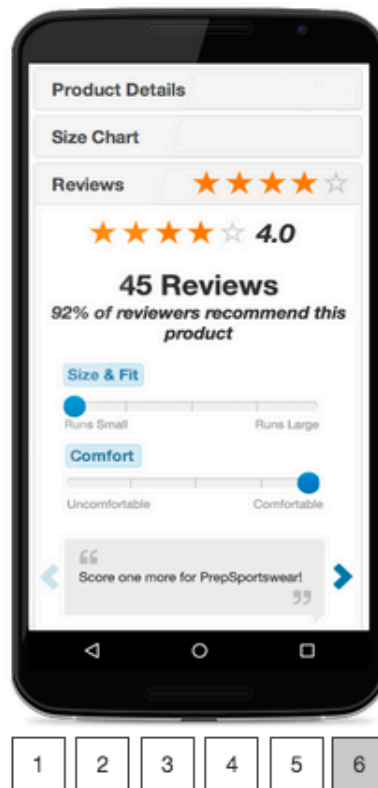 Product Details
Size Chart
Reviews
4.0
45 Reviews
92% of reviewers recommend this
product
Size & Fit
Runs Small Runs Large
Comfort
Uncomfortable Comfortable
“
Score one more for PrepSportswear!
”
1 2 3 4 5 6